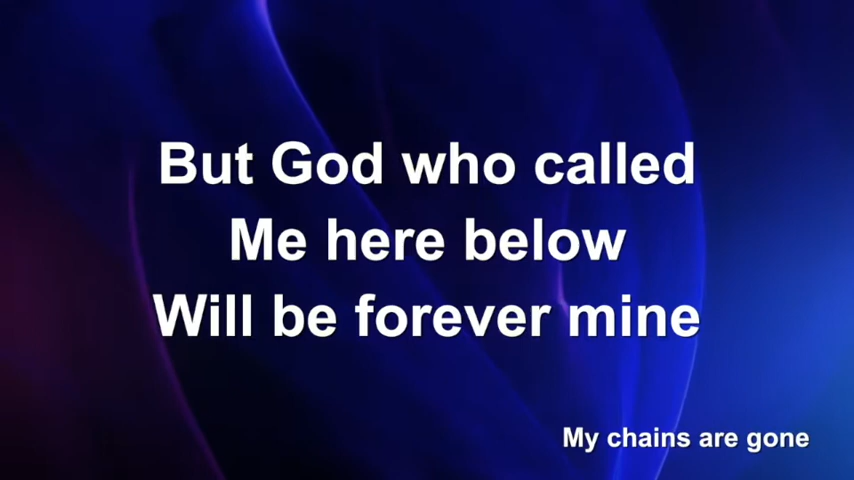 But God who called
Me here below
Will be forever mine
My chains are gone